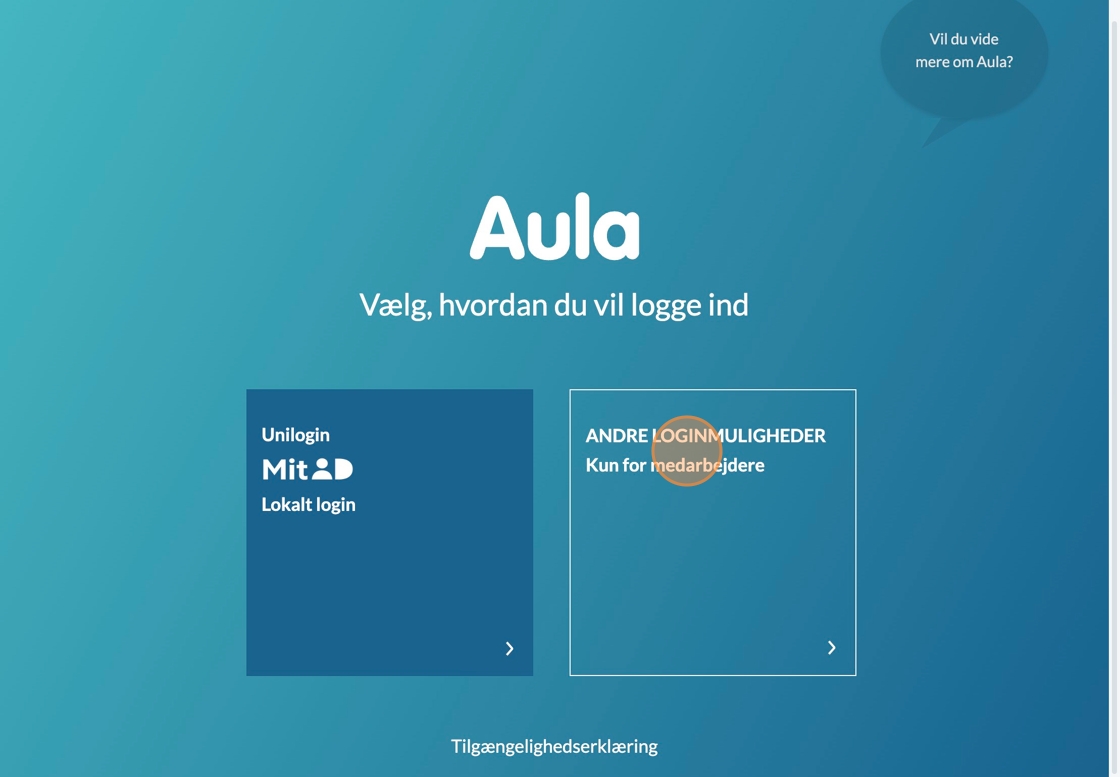 Vil du vide
mere om Aula?
Aula
Vælg, hvordan du vil logge ind
Unilogin
Mit D
Lokalt login
ANDRE LOGINMULIGHEDER
Kun for medarbejdere
Tilgængelighedserklæring